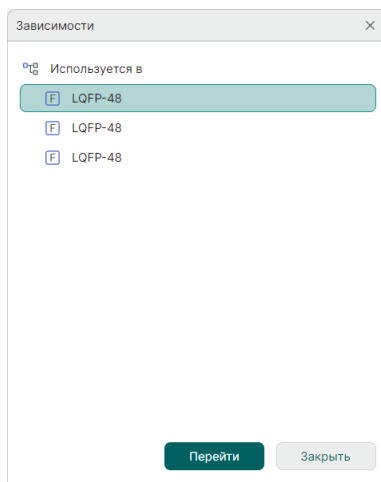 Зависимости
Используется в
F LQFP-48
F LQFP-48
F LQFP-48
Перейти Закрыть